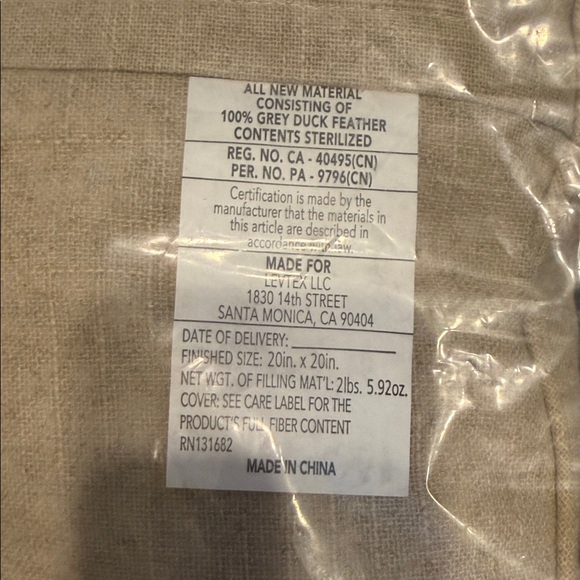 ALL NEW MATERIAL
CONSISTING OF
100% GREY DUCK FEATHER
CONTENTS STERILIZED
REG. NO. CA - 40495(CN)
PER. NO. PA - 9796(CN)
Certification is made by the
manufacturer that the materials in
this article are described in
accordance with law.
MADE FOR
LEVTEX LLC
1830 14th STREET
SANTA MONICA, CA 90404
DATE OF DELIVERY:
FINISHED SIZE: 20in. x 20in.
NET WGT. OF FILLING MAT'L: 2lbs. 5.92oz.
COVER: SEE CARE LABEL FOR THE
PRODUCT'S FULL FIBER CONTENT
RN131682
MADE IN CHINA